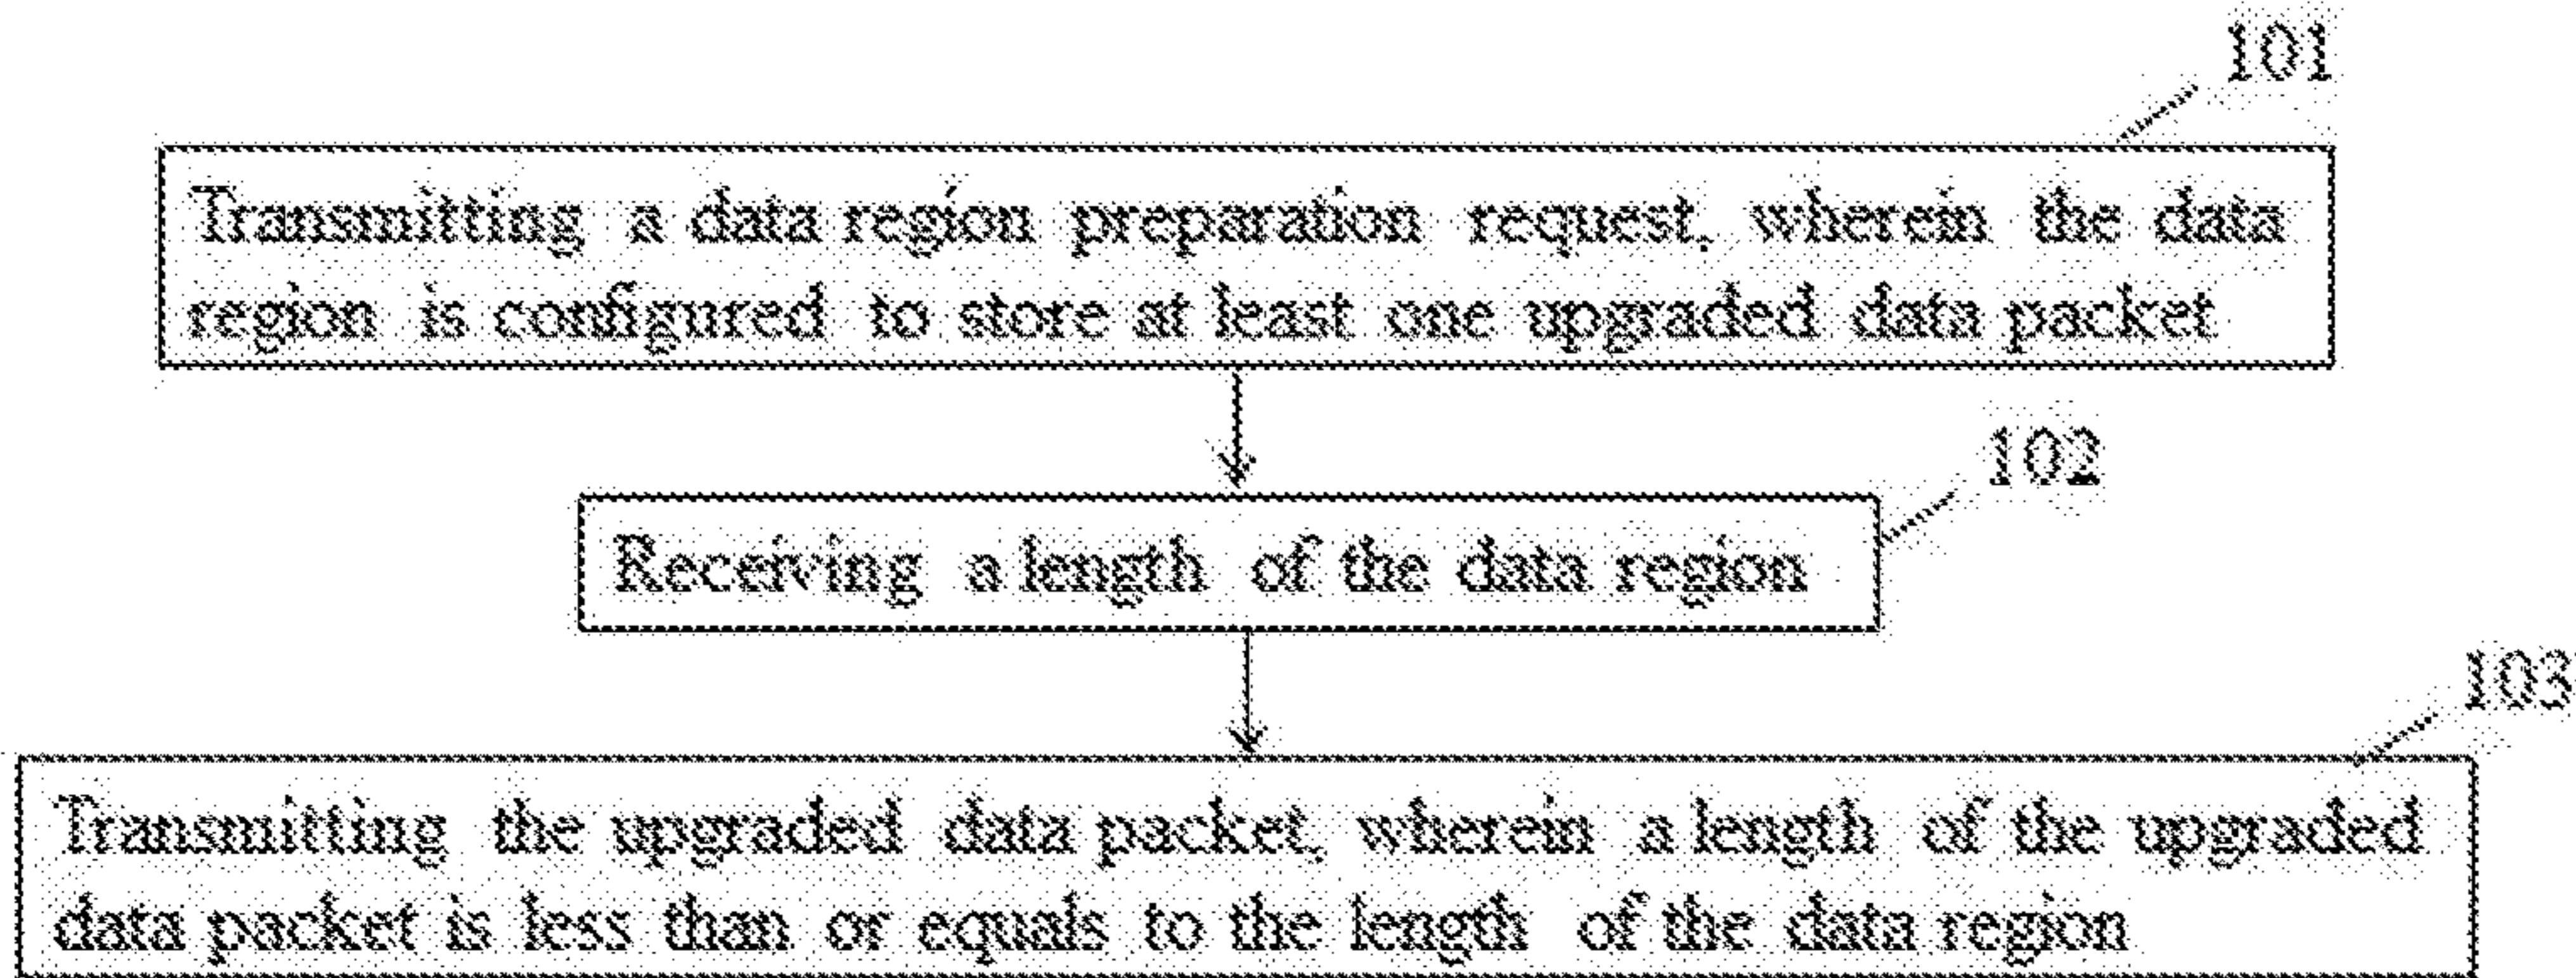 101
Transmitting a data region preparation request, wherein the data
region is configured to store at least one upgraded data packet
102
Receiving a length of the data region
103
Transmitting the upgraded data packet, wherein a length of the upgraded
data packet is less than or equals to the length of the data region